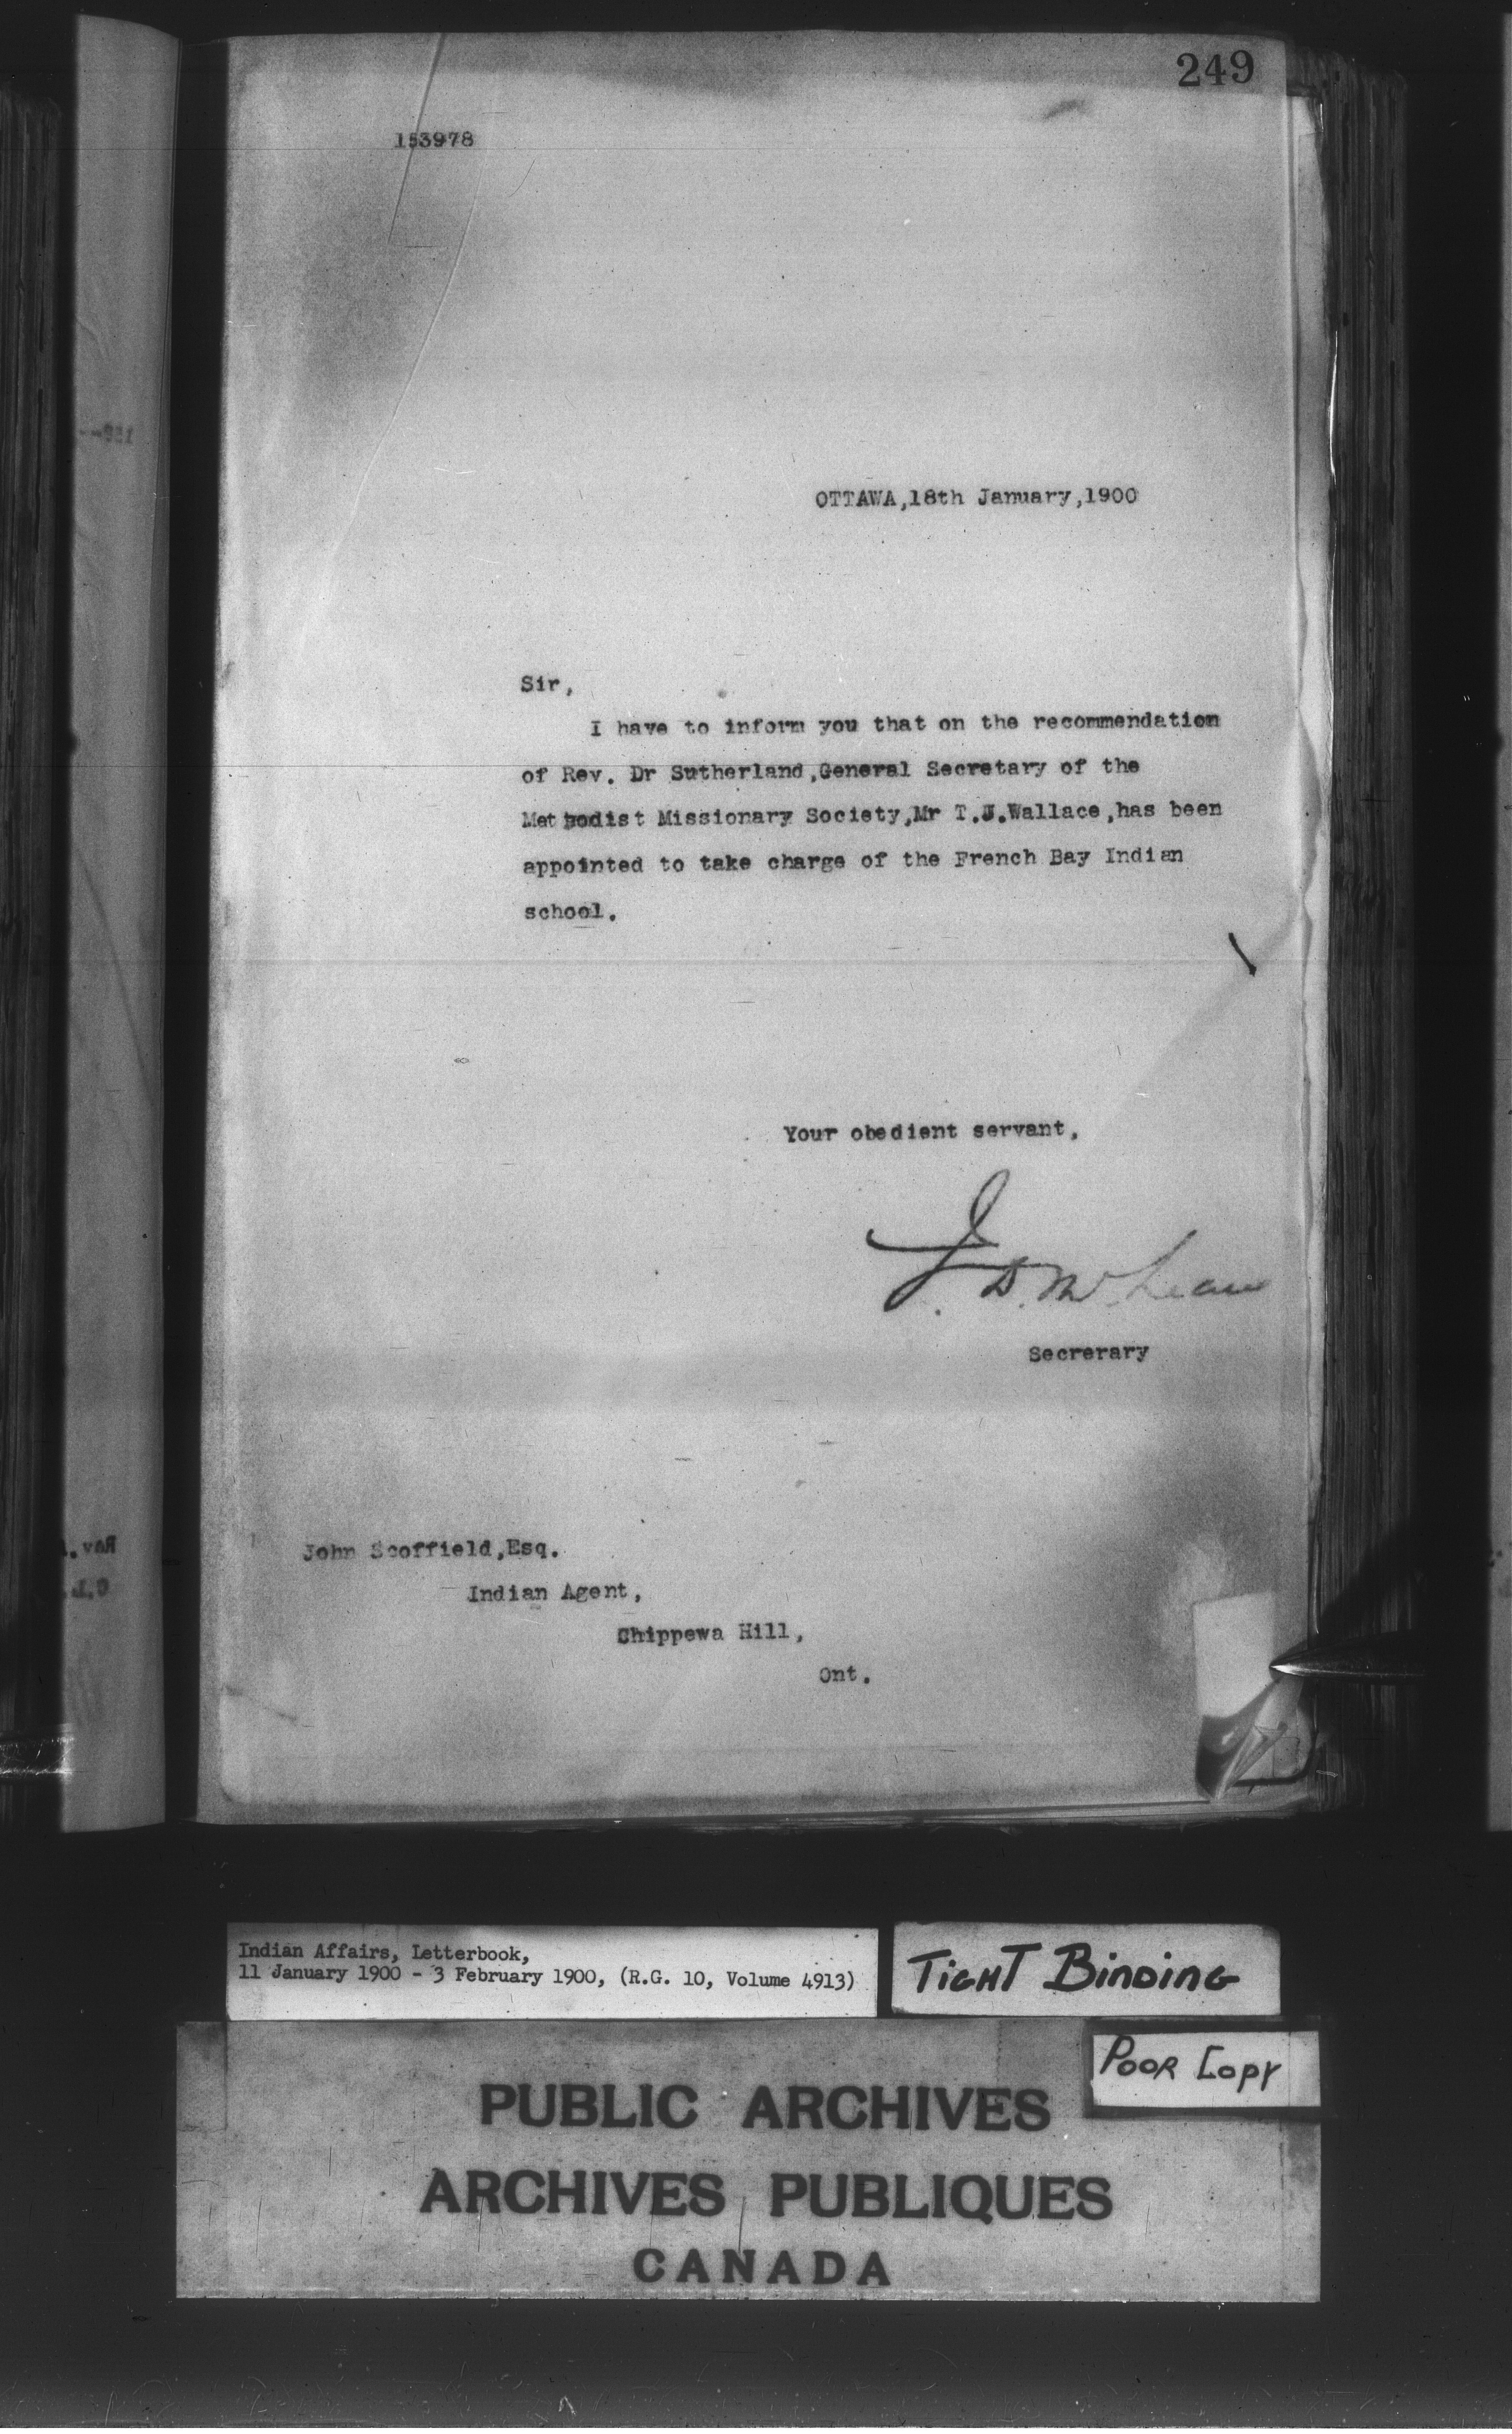 249
153978
OTTAWA,18th January,1900
Sir,
I have to inform you that on the recommendation
of Rev. Dr Sutherland,General Secretary of the
Methodist Missionary Society,Mr T.J.Wallace,has been
appointed to take charge of the French Bay Indian
school.
Your obedient servant,
J. D. McLean
Secrerary
John Scoffield,Esq.
Indian Agent,
Chippewa Hill,
Ont.
Indian Affairs, Letterbook,
11 January 1900 - 3 February 1900, (R.G. 10, Volume 4913)
TIGHT BINDING
POOR COPY
PUBLIC ARCHIVES
ARCHIVES PUBLIQUES
CANADA